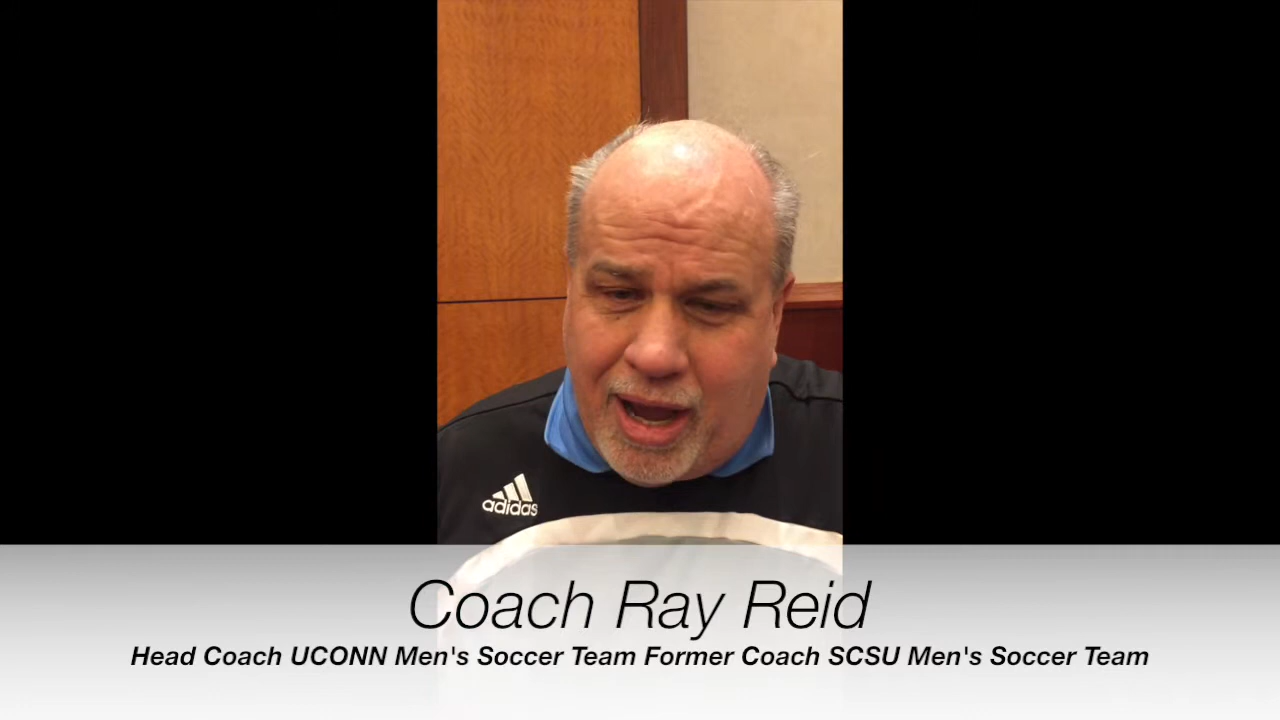 adidas
Coach Ray Reid
Head Coach UCONN Men's Soccer Team Former Coach SCSU Men's Soccer Team